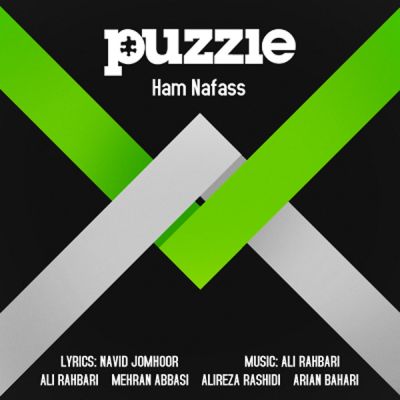 puzzle
Ham Nafass
LYRICS: NAVID JOMHOOR MUSIC: ALI RAHBARI
ALI RAHBARI MEHRAN ABBASI ALIREZA RASHIDI ARIAN BAHARI